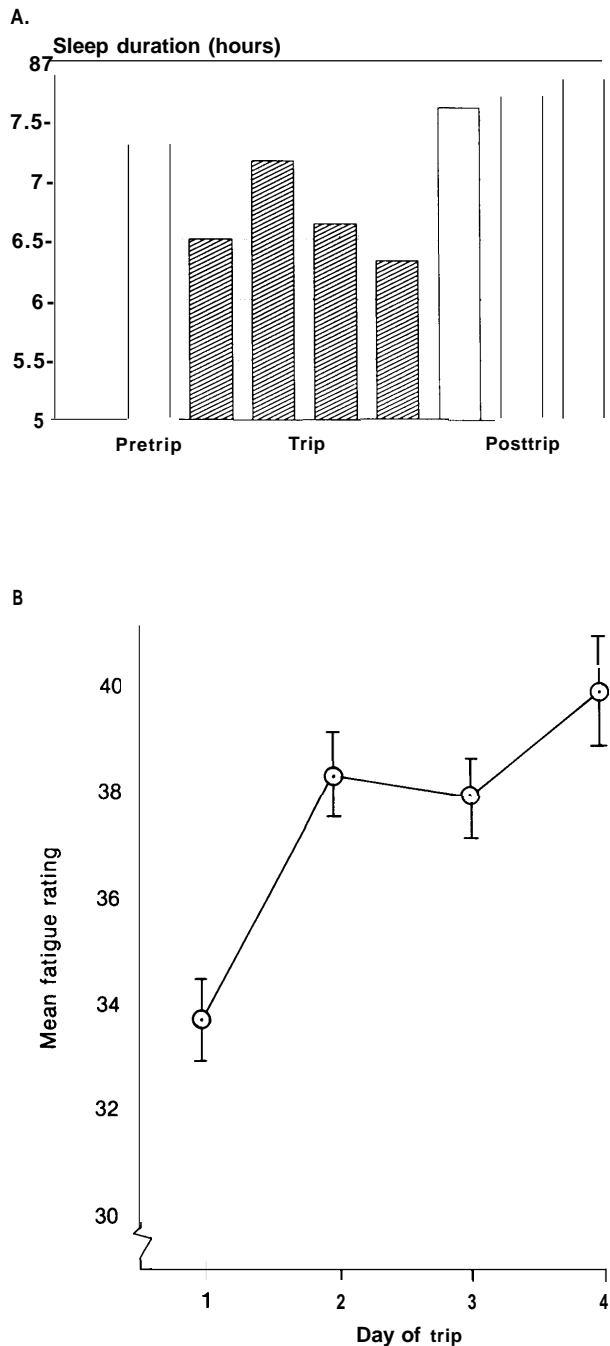 A.
Sleep duration (hours)
87
7.5-
7-
6.5-
6-
5.5-
5
Pretrip Trip Posttrip
B
40
38
36
34
32
30
Mean fatigue rating
1 2 3 4
Day of trip